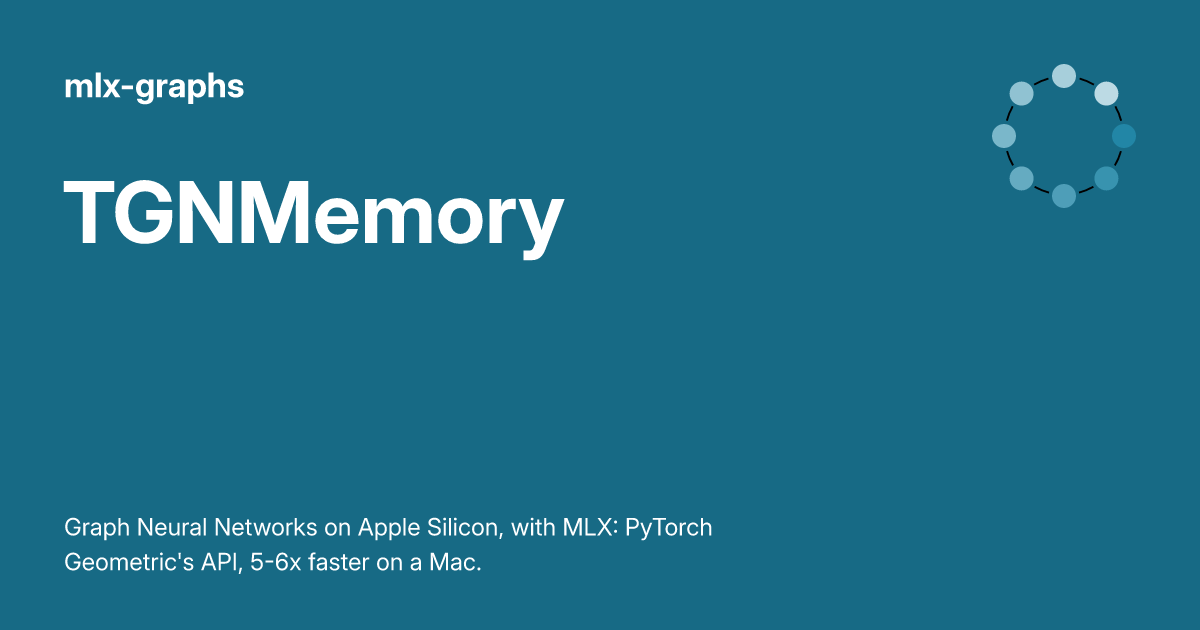 mlx-graphs
TGNMemory
Graph Neural Networks on Apple Silicon, with MLX: PyTorch
Geometric's API, 5-6x faster on a Mac.